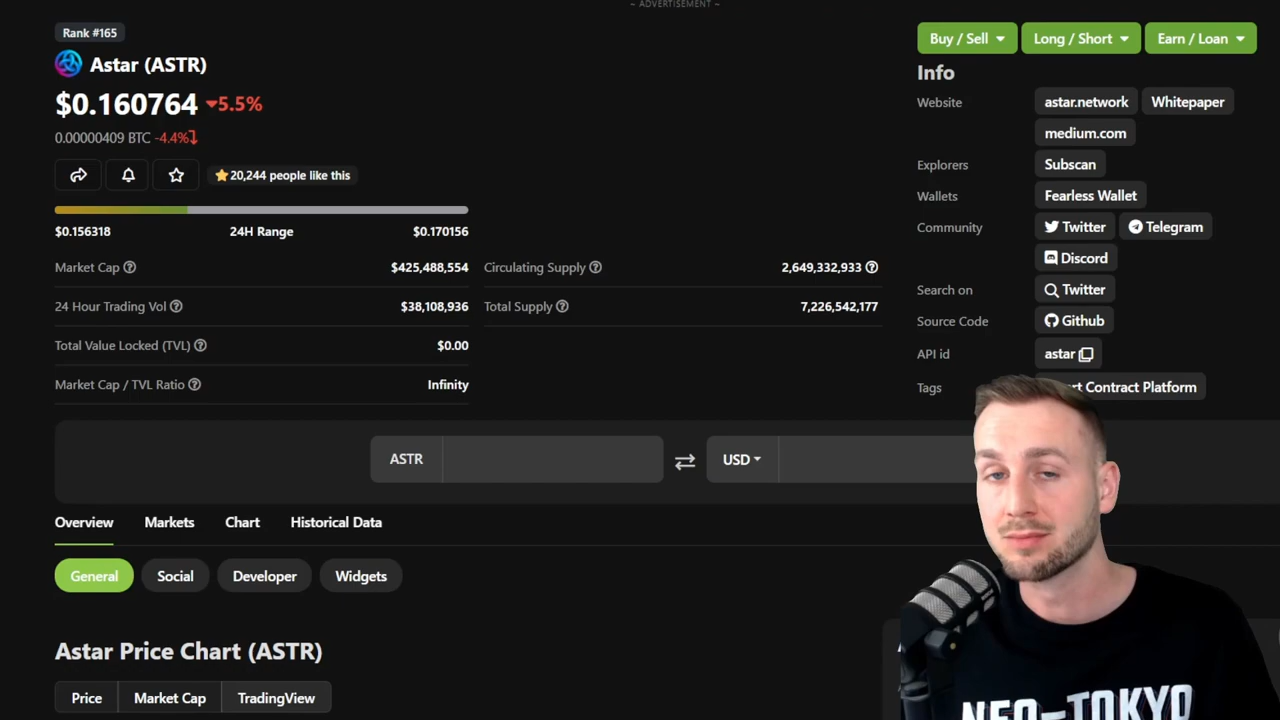 ~ ADVERTISEMENT ~
Rank #165
Astar (ASTR)
$0.160764 5.5%
0.00000409 BTC -4.4%
20,244 people like this
$0.156318 24H Range $0.170156
Market Cap $425,488,554
24 Hour Trading Vol $38,108,936
Total Value Locked (TVL) $0.00
Market Cap / TVL Ratio Infinity
Circulating Supply 2,649,332,933
Total Supply 7,226,542,177
Buy / Sell Long / Short Earn / Loan
Info
Website astar.network Whitepaper
medium.com
Explorers Subscan
Wallets Fearless Wallet
Community Twitter Telegram
Discord
Search on Twitter
Source Code Github
API id astar
Tags rt Contract Platform
ASTR USD
Overview Markets Chart Historical Data
General Social Developer Widgets
Astar Price Chart (ASTR)
Price Market Cap TradingView
NEO-TOKYO